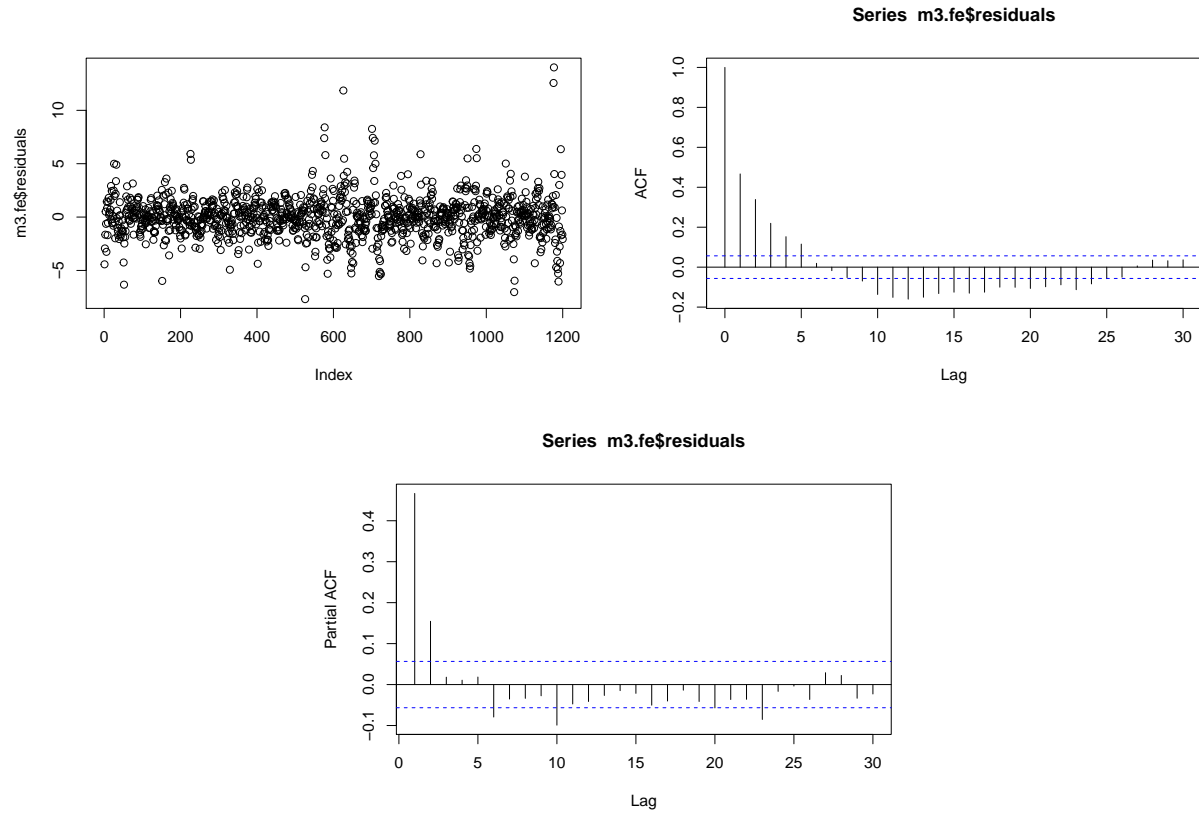 Series m3.fe$residuals
m3.fe$residuals
10
5
0
−5
0 200 400 600 800 1000 1200
Index
ACF
1.0
0.8
0.6
0.4
0.2
0.0
−0.2
0 5 10 15 20 25 30
Lag
Series m3.fe$residuals
Partial ACF
0.4
0.3
0.2
0.1
0.0
−0.1
0 5 10 15 20 25 30
Lag